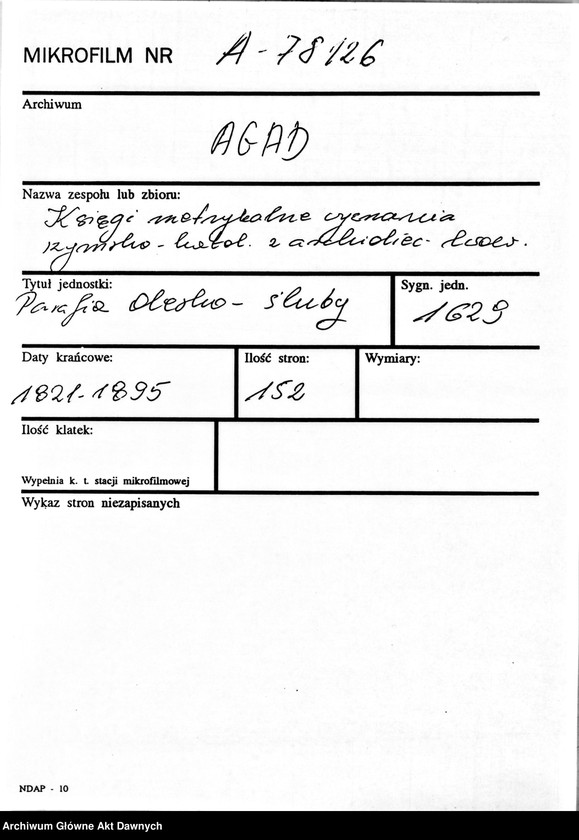 MIKROFILM NR A-78126
Archiwum
AGAD
Nazwa zespołu lub zbioru:
Księgi metrykalne wyznania
rzymsko-katol. z archidiec. lwow.
Tytuł jednostki:
Parafia Olesko - śluby
Sygn. jedn.
1629
Daty krańcowe:
1821-1895
Ilość stron:
152
Wymiary:
Ilość klatek:
Wypełnia k. t. stacji mikrofilmowej
Wykaz stron niezapisanych
NDAP - 10
Archiwum Główne Akt Dawnych